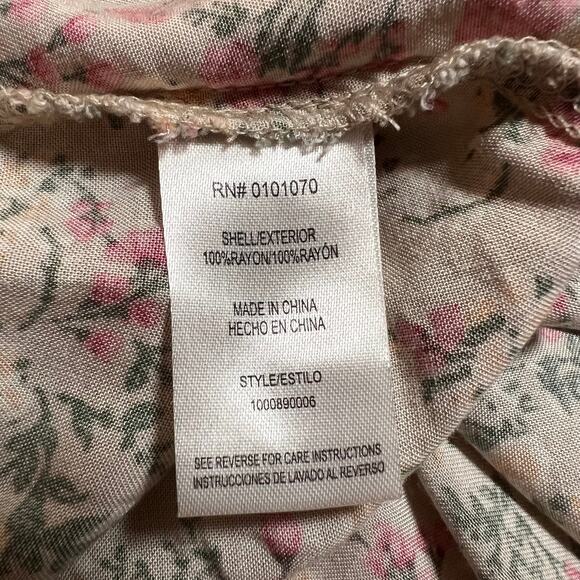 RN# 0101070
SHELL/EXTERIOR
100%RAYON/100%RAYÓN
MADE IN CHINA
HECHO EN CHINA
STYLE/ESTILO
1000890006
SEE REVERSE FOR CARE INSTRUCTIONS
INSTRUCCIONES DE LAVADO AL REVERSO